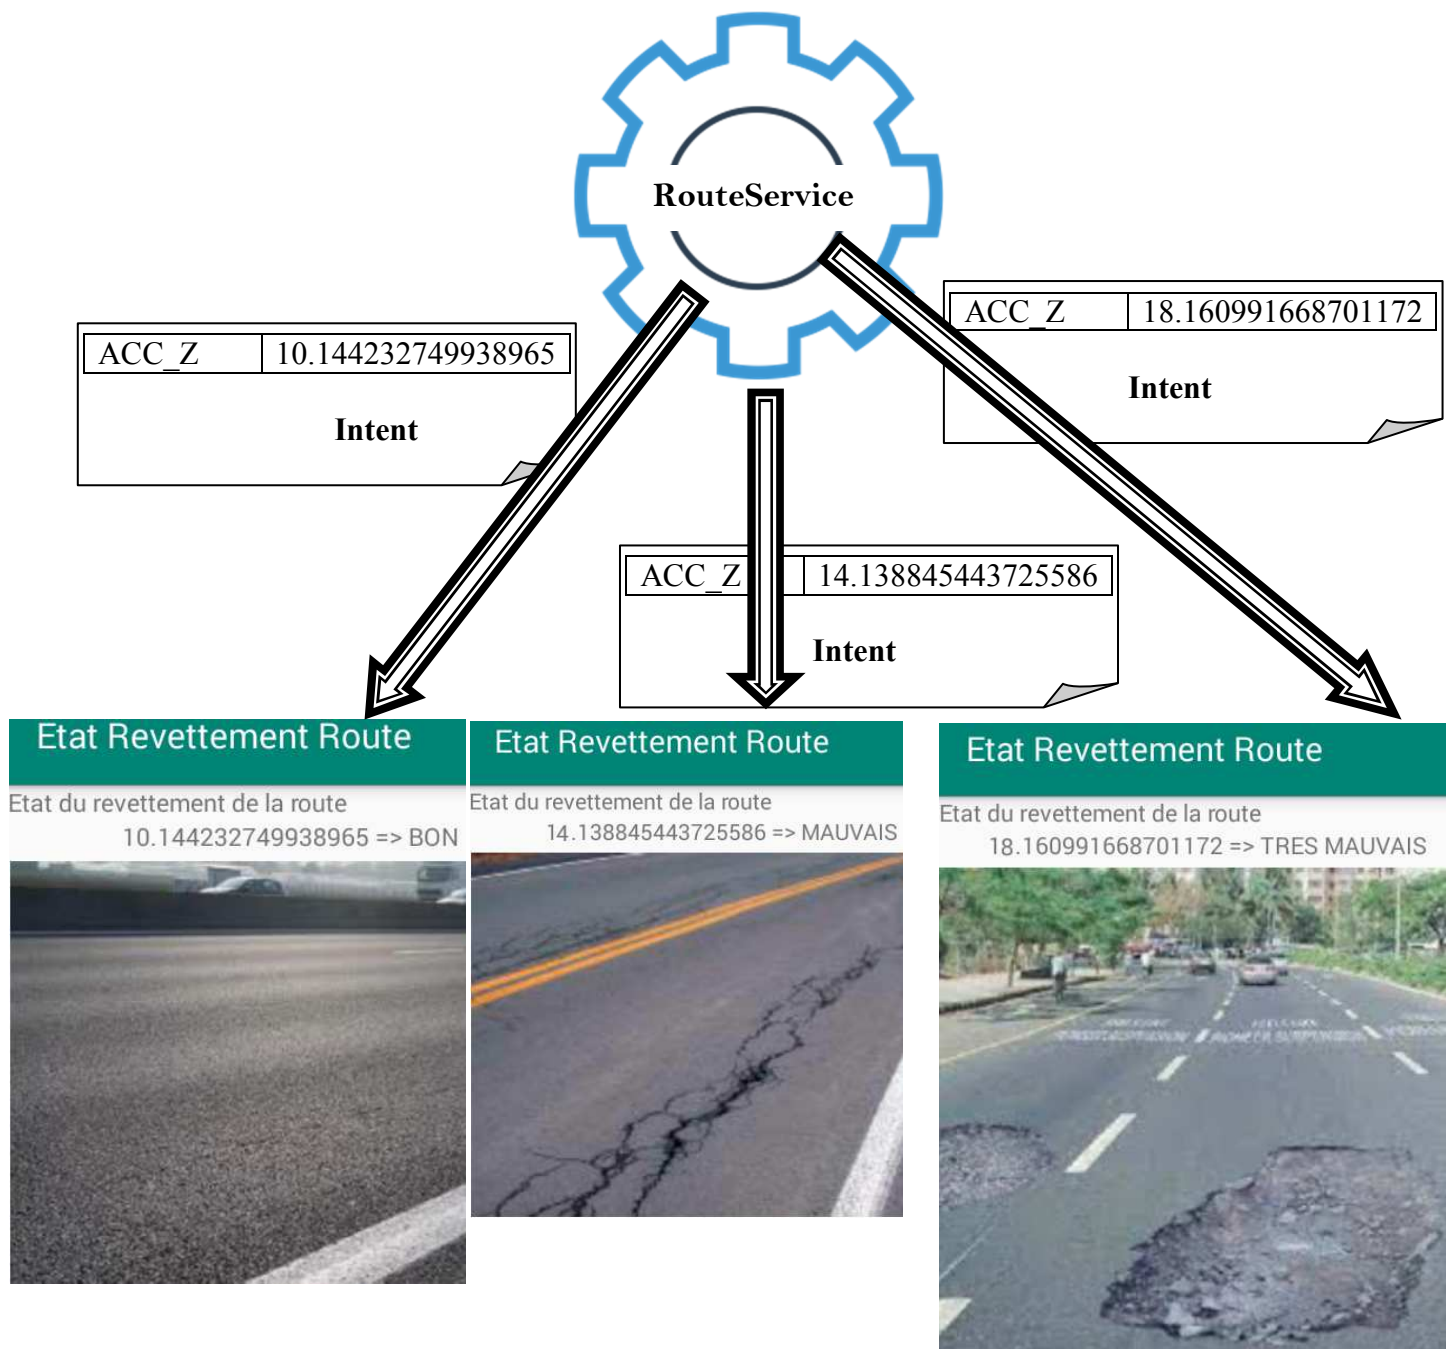 RouteService
ACC_Z 10.144232749938965
Intent
ACC_Z 18.160991668701172
Intent
ACC_Z 14.138845443725586
Intent
Etat Revettement Route
Etat du revettement de la route
10.144232749938965 => BON
Etat Revettement Route
Etat du revettement de la route
14.138845443725586 => MAUVAIS
Etat Revettement Route
Etat du revettement de la route
18.160991668701172 => TRES MAUVAIS